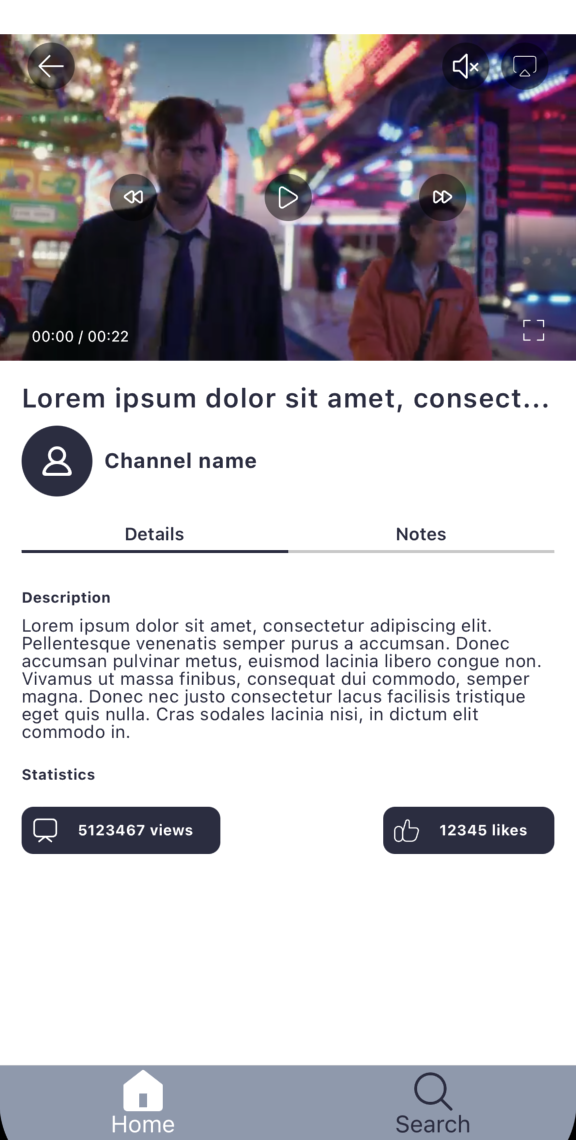 00:00 / 00:22
Lorem ipsum dolor sit amet, consect...
Channel name
Details
Notes
Description
Lorem ipsum dolor sit amet, consectetur adipiscing elit.
Pellentesque venenatis semper purus a accumsan. Donec
accumsan pulvinar metus, euismod lacinia libero congue non.
Vivamus ut massa finibus, consequat dui commodo, semper
magna. Donec nec justo consectetur lacus facilisis tristique
eget quis nulla. Cras sodales lacinia nisi, in dictum elit
commodo in.
Statistics
5123467 views
12345 likes
Home
Search